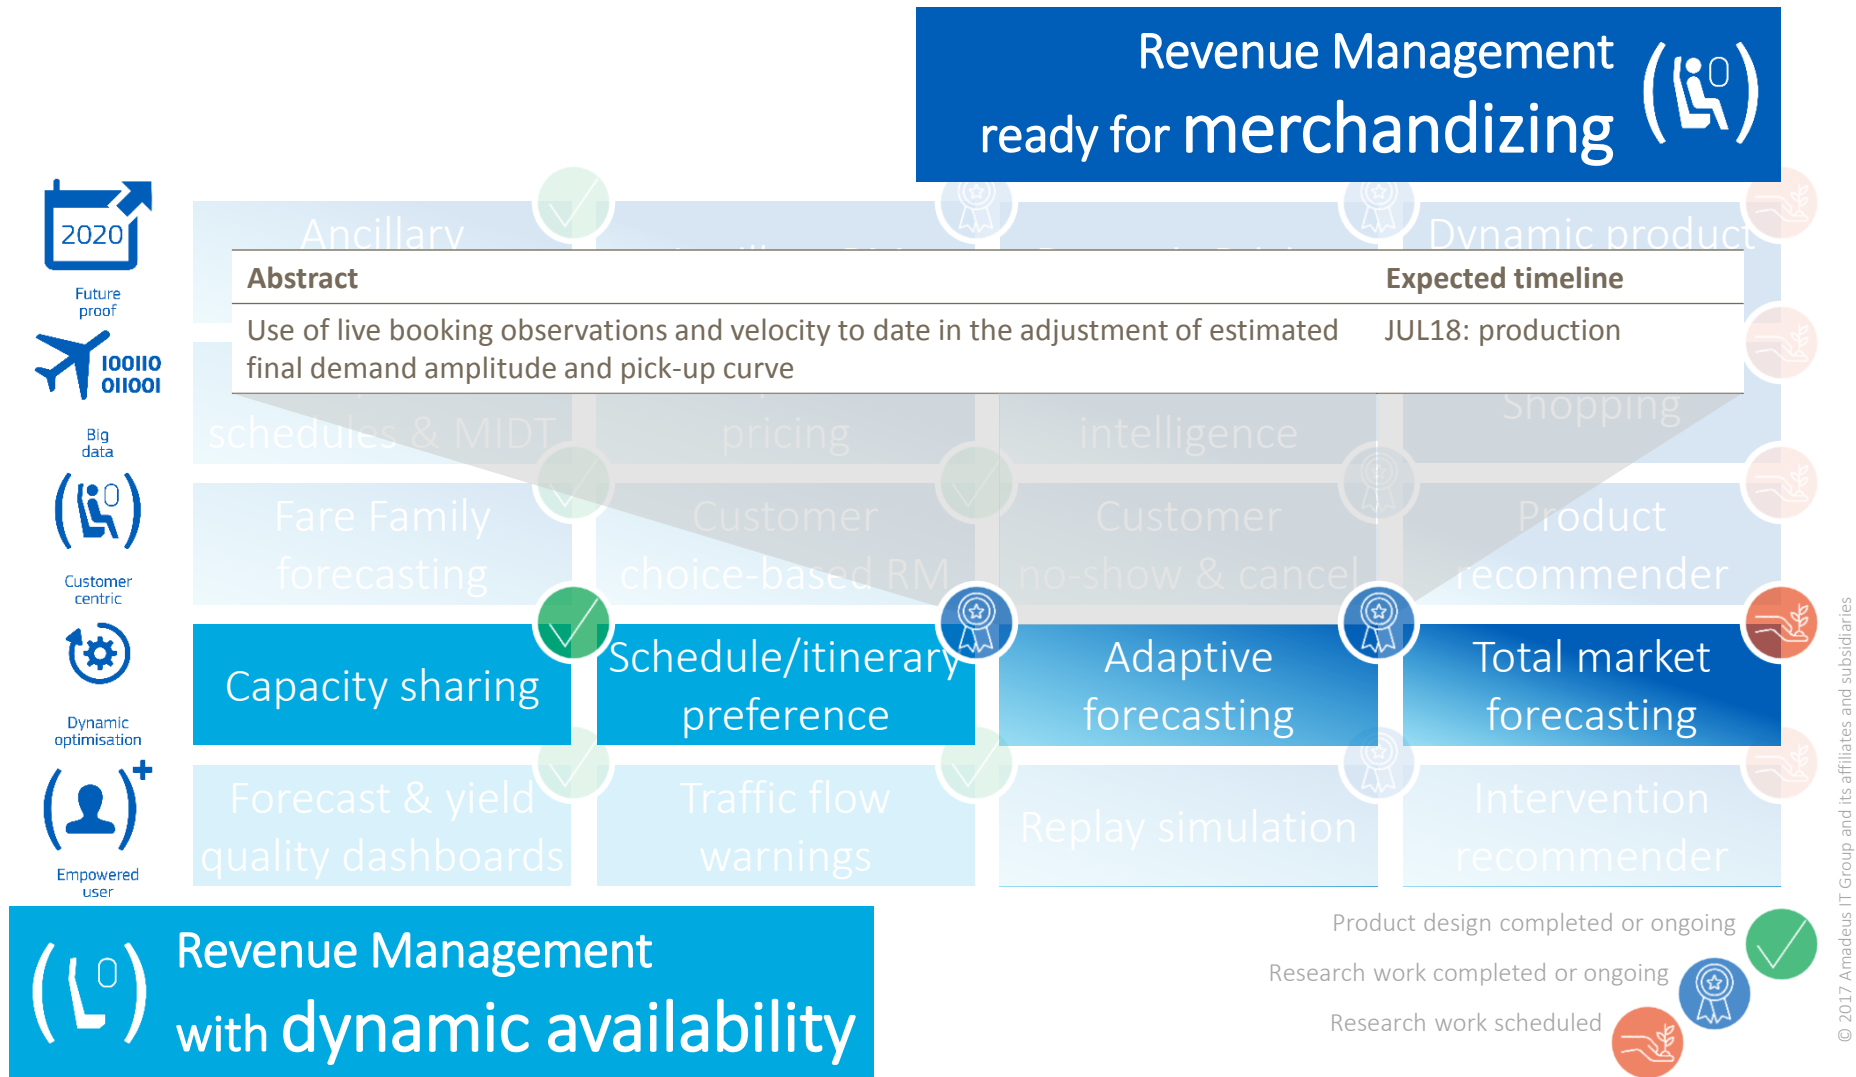 Revenue Management
ready for merchandizing
2020
Future
proof
Ancillary
Dynamic product
Abstract
Expected timeline
Use of live booking observations and velocity to date in the adjustment of estimated
final demand amplitude and pick-up curve
JUL18: production
100110
011001
Big
data
schedules & MIDT
pricing
intelligence
Shopping
Customer
centric
Fare Family
forecasting
Customer
choice-based RM
Customer
no-show & cancel
Product
recommender
Dynamic
optimisation
Capacity sharing
Schedule/itinerary
preference
Adaptive
forecasting
Total market
forecasting
Empowered
user
Forecast & yield
quality dashboards
Traffic flow
warnings
Replay simulation
Intervention
recommender
Revenue Management
with dynamic availability
Product design completed or ongoing
Research work completed or ongoing
Research work scheduled
© 2017 Amadeus IT Group and its affiliates and subsidiaries